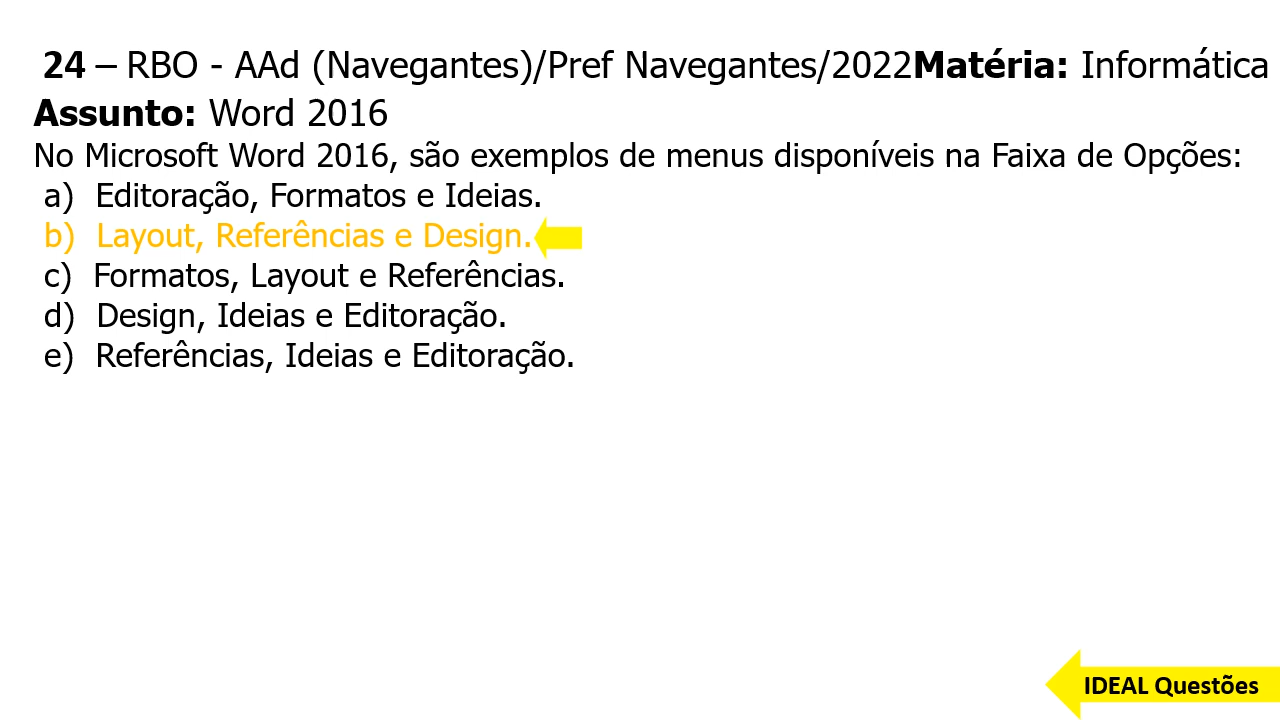 24 – RBO - AAd (Navegantes)/Pref Navegantes/2022Matéria: Informática
Assunto: Word 2016
No Microsoft Word 2016, são exemplos de menus disponíveis na Faixa de Opções:
a) Editoração, Formatos e Ideias.
b) Layout, Referências e Design.
c) Formatos, Layout e Referências.
d) Design, Ideias e Editoração.
e) Referências, Ideias e Editoração.
IDEAL Questões